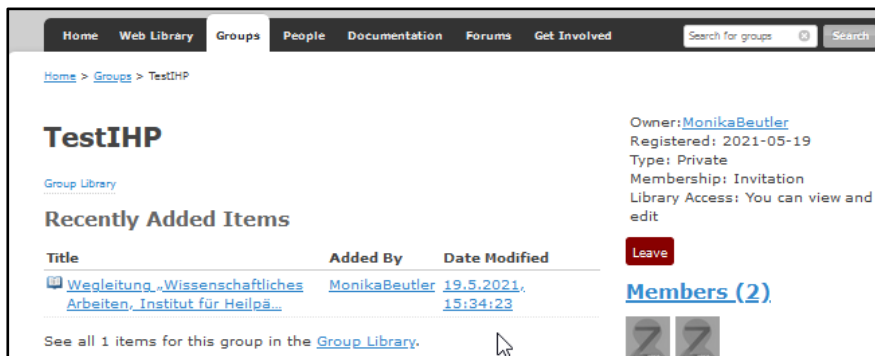 Home Web Library Groups People Documentation Forums Get Involved Search for groups Search
Home > Groups > TestIHP
TestIHP
Group Library
Recently Added Items
Title Added By Date Modified
Wegleitung „Wissenschaftliches MonikaBeutler 19.5.2021,
Arbeiten, Institut für Heilpä... 15:34:23
See all 1 items for this group in the Group Library.
Owner:MonikaBeutler
Registered: 2021-05-19
Type: Private
Membership: Invitation
Library Access: You can view and
edit
Leave
Members (2)
Z Z